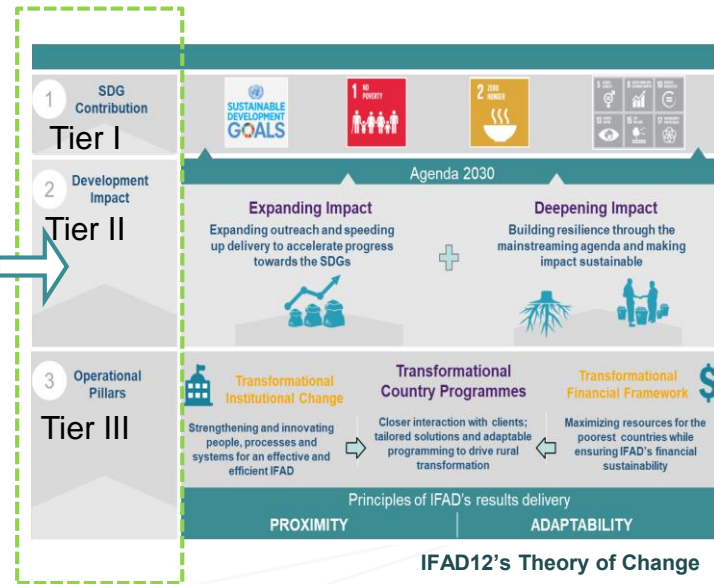 1
SDG
Contribution
Tier I
SUSTAINABLE
DEVELOPMENT
GOALS
1 NO
POVERTY
2 ZERO
HUNGER
Agenda 2030
2
Development
Impact
Tier II
Expanding Impact
Expanding outreach and speeding
up delivery to accelerate progress
towards the SDGs
Deepening Impact
Building resilience through the
mainstreaming agenda and making
impact sustainable
3
Operational
Pillars
Tier III
Transformational
Institutional Change
Strengthening and innovating
people, processes and
systems for an effective and
efficient IFAD
Transformational
Country Programmes
Closer interaction with clients;
tailored solutions and adaptable
programming to drive rural
transformation
Transformational
Financial Framework
$
Maximizing resources for the
poorest countries while
ensuring IFAD's financial
sustainability
Principles of IFAD's results delivery
PROXIMITY
ADAPTABILITY
IFAD12's Theory of Change